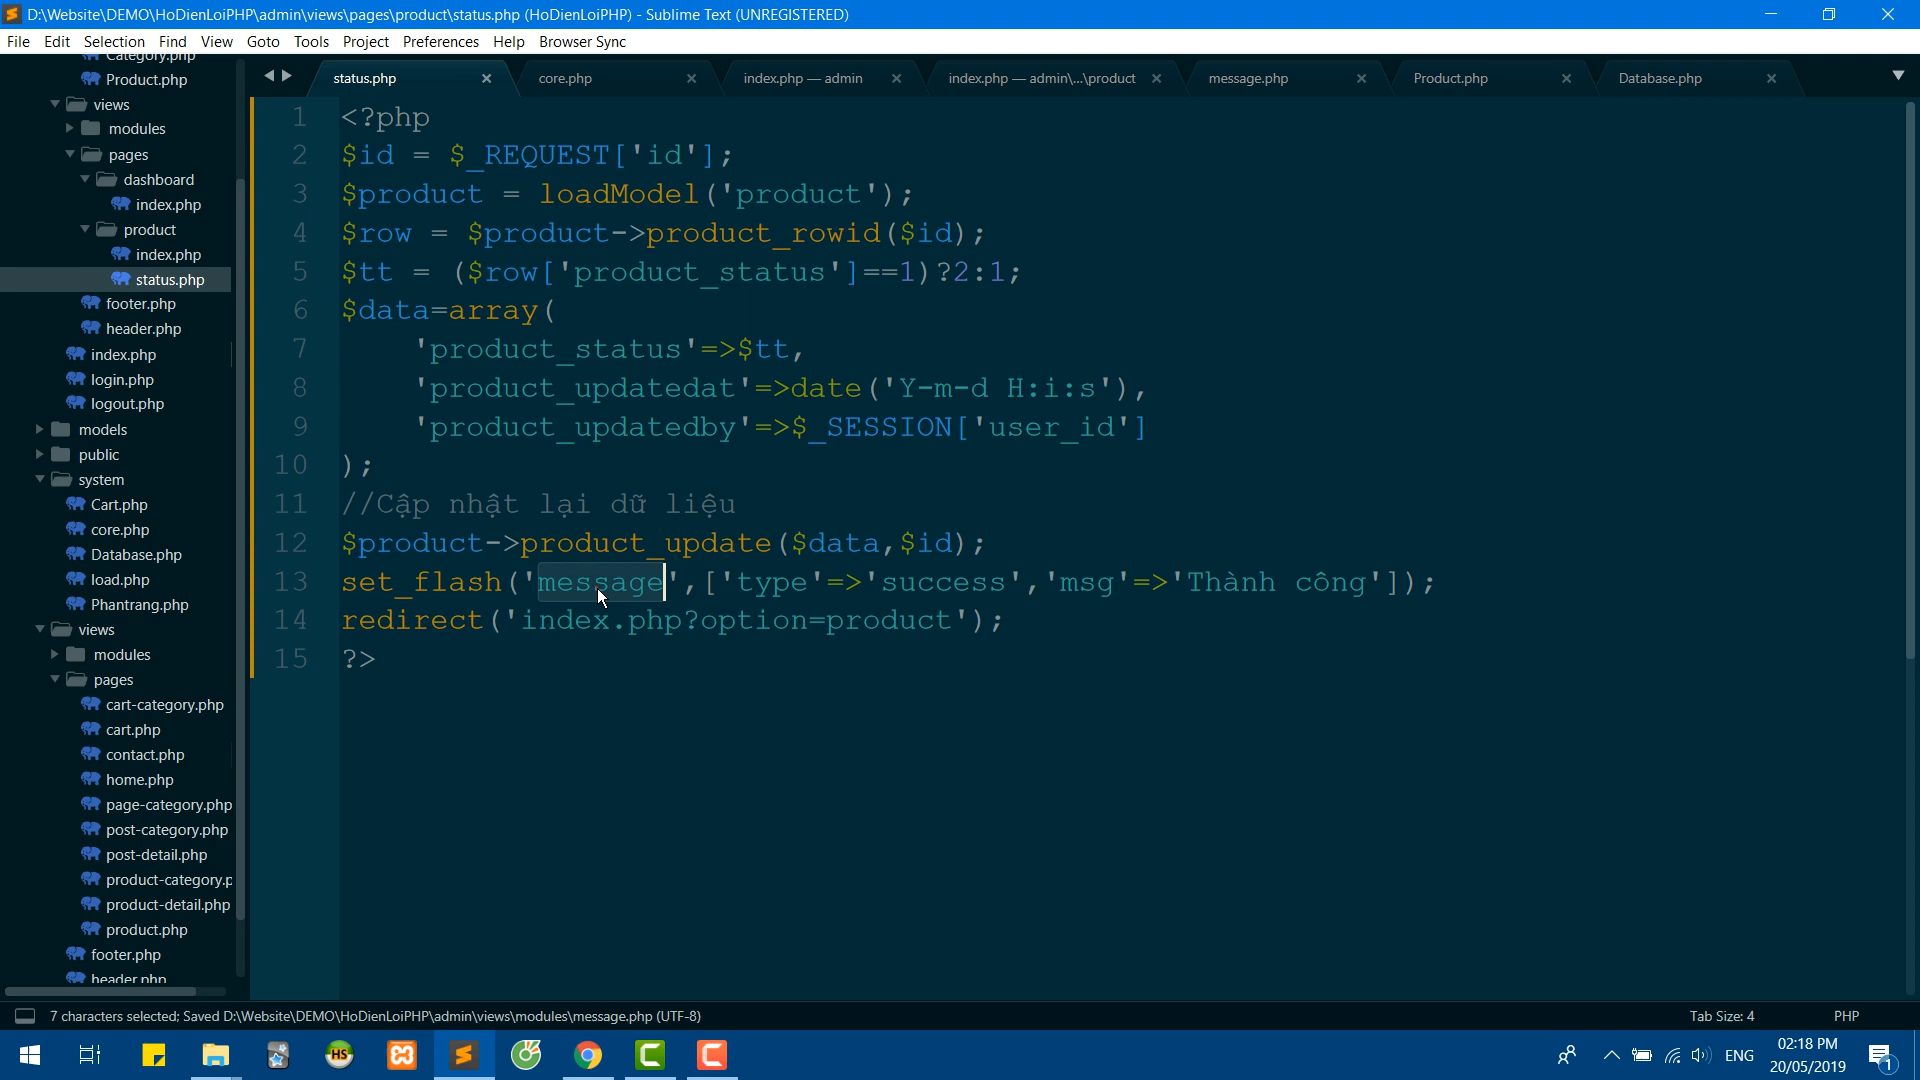 D:\Website\DEMO\HoDienLoiPHP\admin\views\pages\product\status.php (HoDienLoiPHP) - Sublime Text (UNREGISTERED)
File Edit Selection Find View Goto Tools Project Preferences Help Browser Sync
Category.php
Product.php
views
modules
pages
dashboard
index.php
product
index.php
status.php
footer.php
header.php
index.php
login.php
logout.php
models
public
system
Cart.php
core.php
Database.php
load.php
Phantrang.php
views
modules
pages
cart-category.php
cart.php
contact.php
home.php
page-category.php
post-category.php
post-detail.php
product-category.p
product-detail.php
product.php
footer.php
header.php
status.php core.php index.php — admin index.php — admin\...\product message.php Product.php Database.php
1 <?php
2 $id = $_REQUEST['id'];
3 $product = loadModel('product');
4 $row = $product->product_rowid($id);
5 $tt = ($row['product_status']==1)?2:1;
6 $data=array(
7 'product_status'=>$tt,
8 'product_updatedat'=>date('Y-m-d H:i:s'),
9 'product_updatedby'=>$_SESSION['user_id']
10 );
11 //Cập nhật lại dữ liệu
12 $product->product_update($data,$id);
13 set_flash('message',['type'=>'success','msg'=>'Thành công']);
14 redirect('index.php?option=product');
15 ?>
7 characters selected; Saved D:\Website\DEMO\HoDienLoiPHP\admin\views\modules\message.php (UTF-8) Tab Size: 4 PHP
HS
ENG
02:18 PM
20/05/2019
1